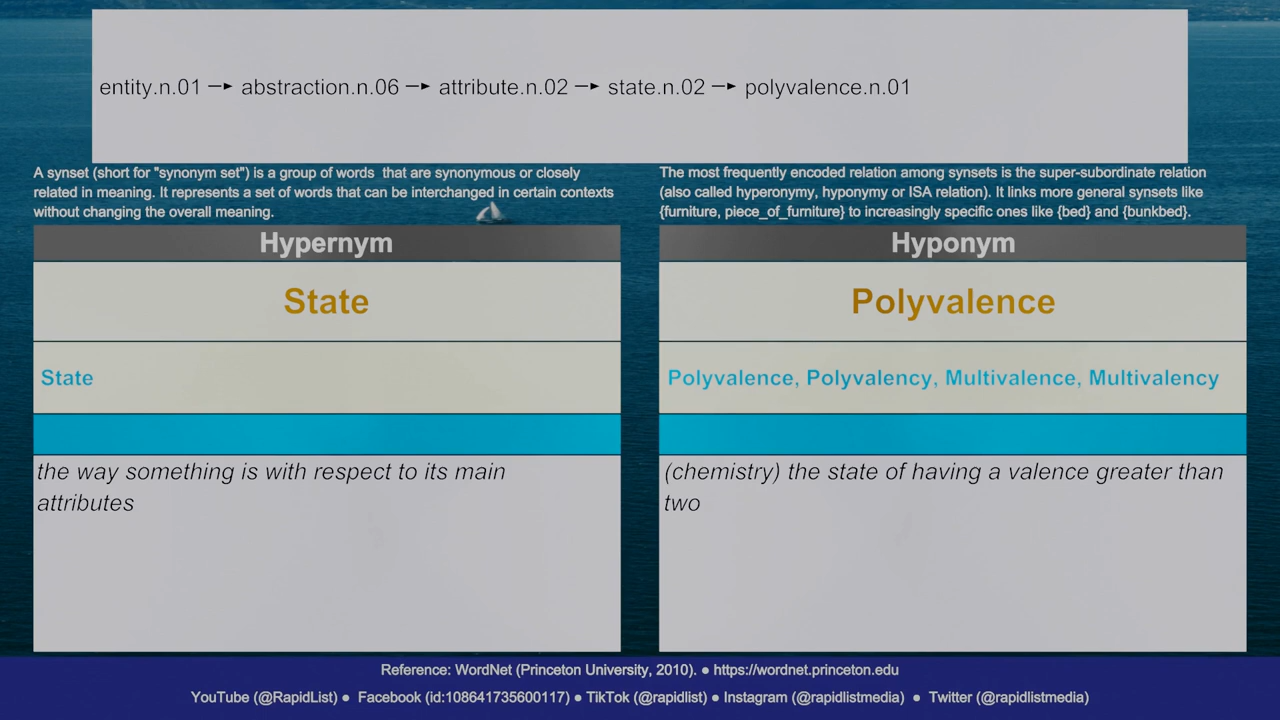 entity.n.01 → abstraction.n.06 → attribute.n.02 → state.n.02 → polyvalence.n.01
A synset (short for "synonym set") is a group of words that are synonymous or closely
related in meaning. It represents a set of words that can be interchanged in certain contexts
without changing the overall meaning.
The most frequently encoded relation among synsets is the super-subordinate relation
(also called hyperonymy, hyponymy or ISA relation). It links more general synsets like
{furniture, piece_of_furniture} to increasingly specific ones like {bed} and {bunkbed}.
Hypernym
State
State
the way something is with respect to its main
attributes
Hyponym
Polyvalence
Polyvalence, Polyvalency, Multivalence, Multivalency
(chemistry) the state of having a valence greater than
two
Reference: WordNet (Princeton University, 2010). ● https://wordnet.princeton.edu
YouTube (@RapidList) ● Facebook (id:108641735600117) ● TikTok (@rapidlist) ● Instagram (@rapidlistmedia) ● Twitter (@rapidlistmedia)